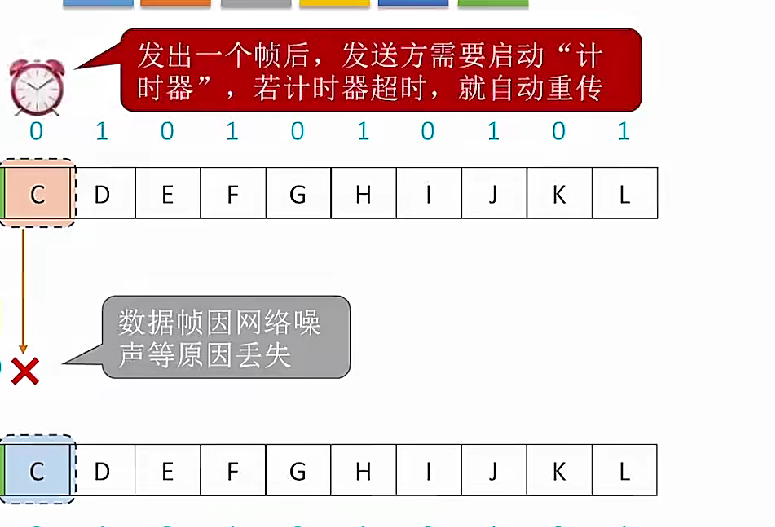 发出一个帧后，发送方需要启动“计
时器”，若计时器超时，就自动重传
0 1 0 1 0 1 0 1 0 1
C D E F G H I J K L
数据帧因网络噪
声等原因丢失
C D E F G H I J K L